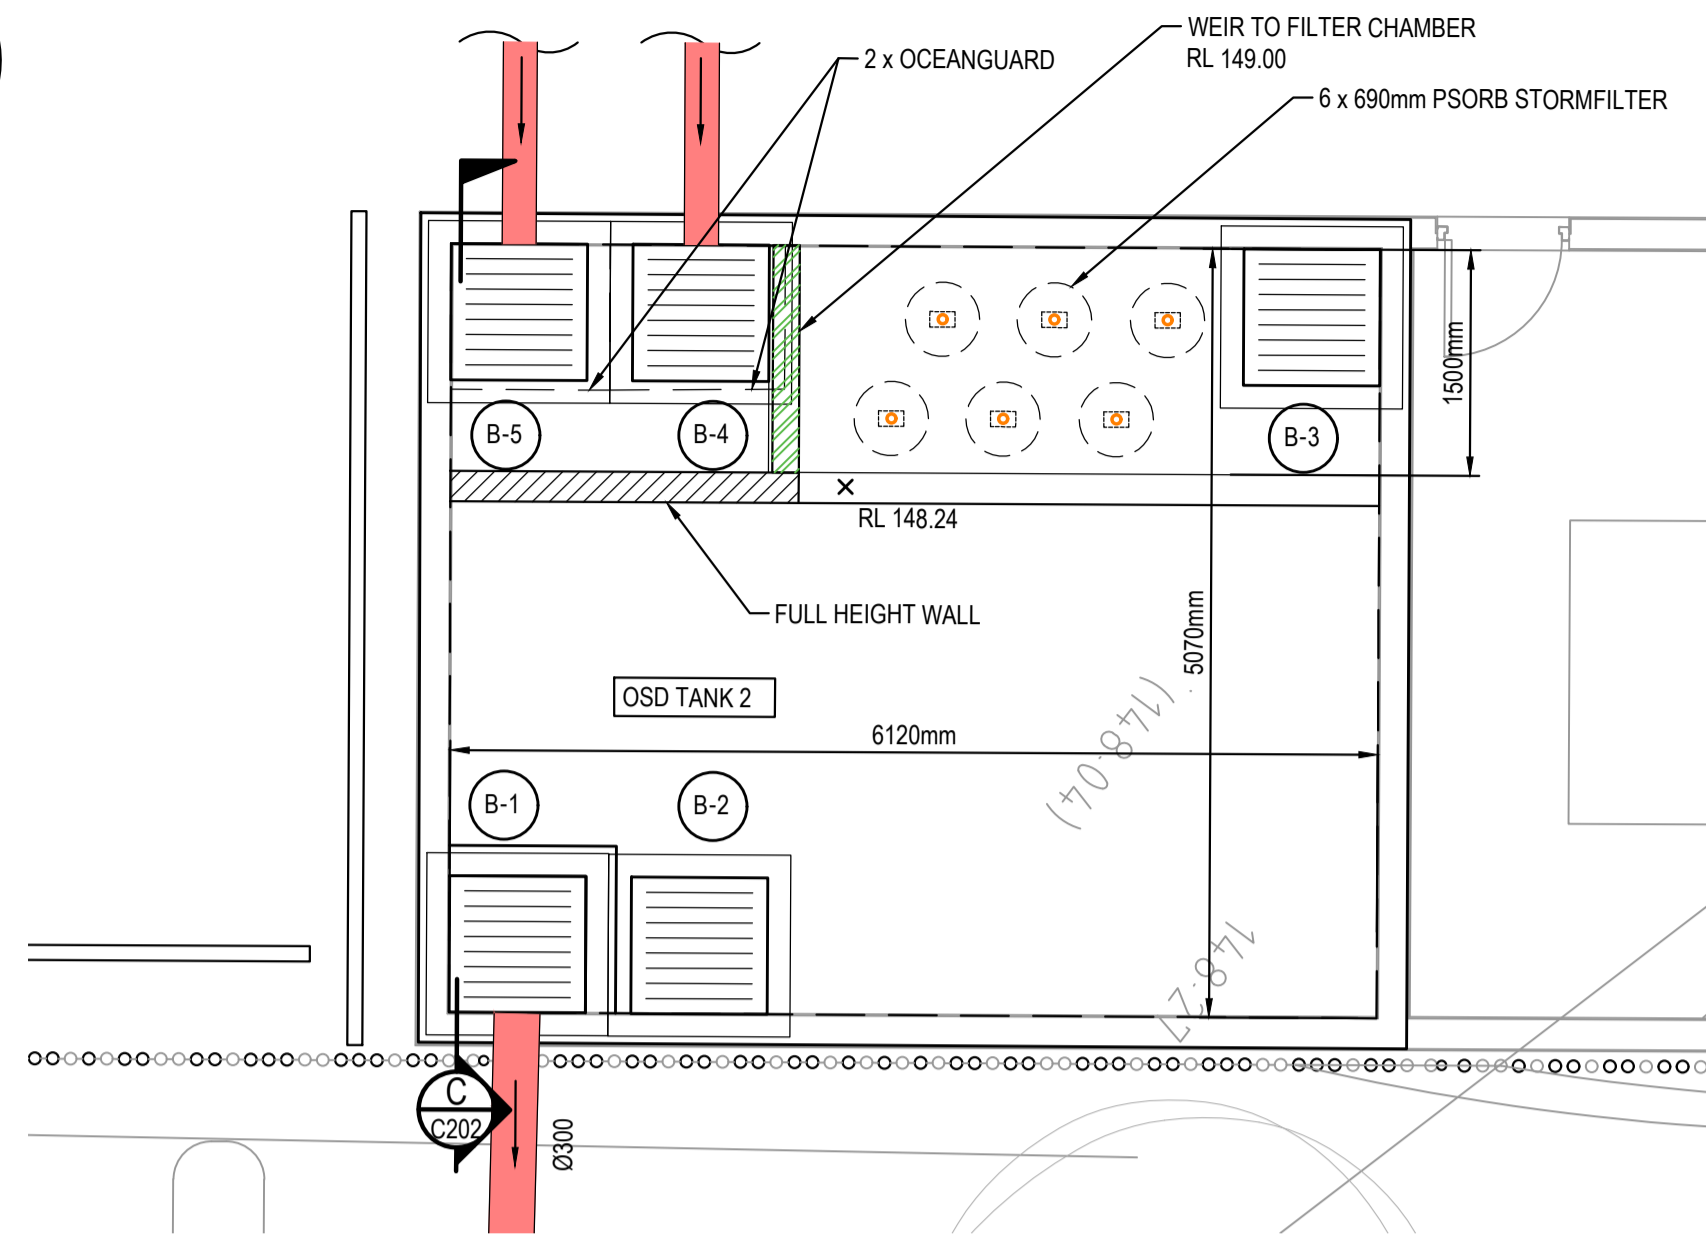 WEIR TO FILTER CHAMBER
RL 149.00
2 x OCEANGUARD
6 x 690mm PSORB STORMFILTER
1500mm
B-5
B-4
B-3
RL 148.24
FULL HEIGHT WALL
5070mm
OSD TANK 2
6120mm
(148.04)
B-1
B-2
148.27
C
C202
Ø300